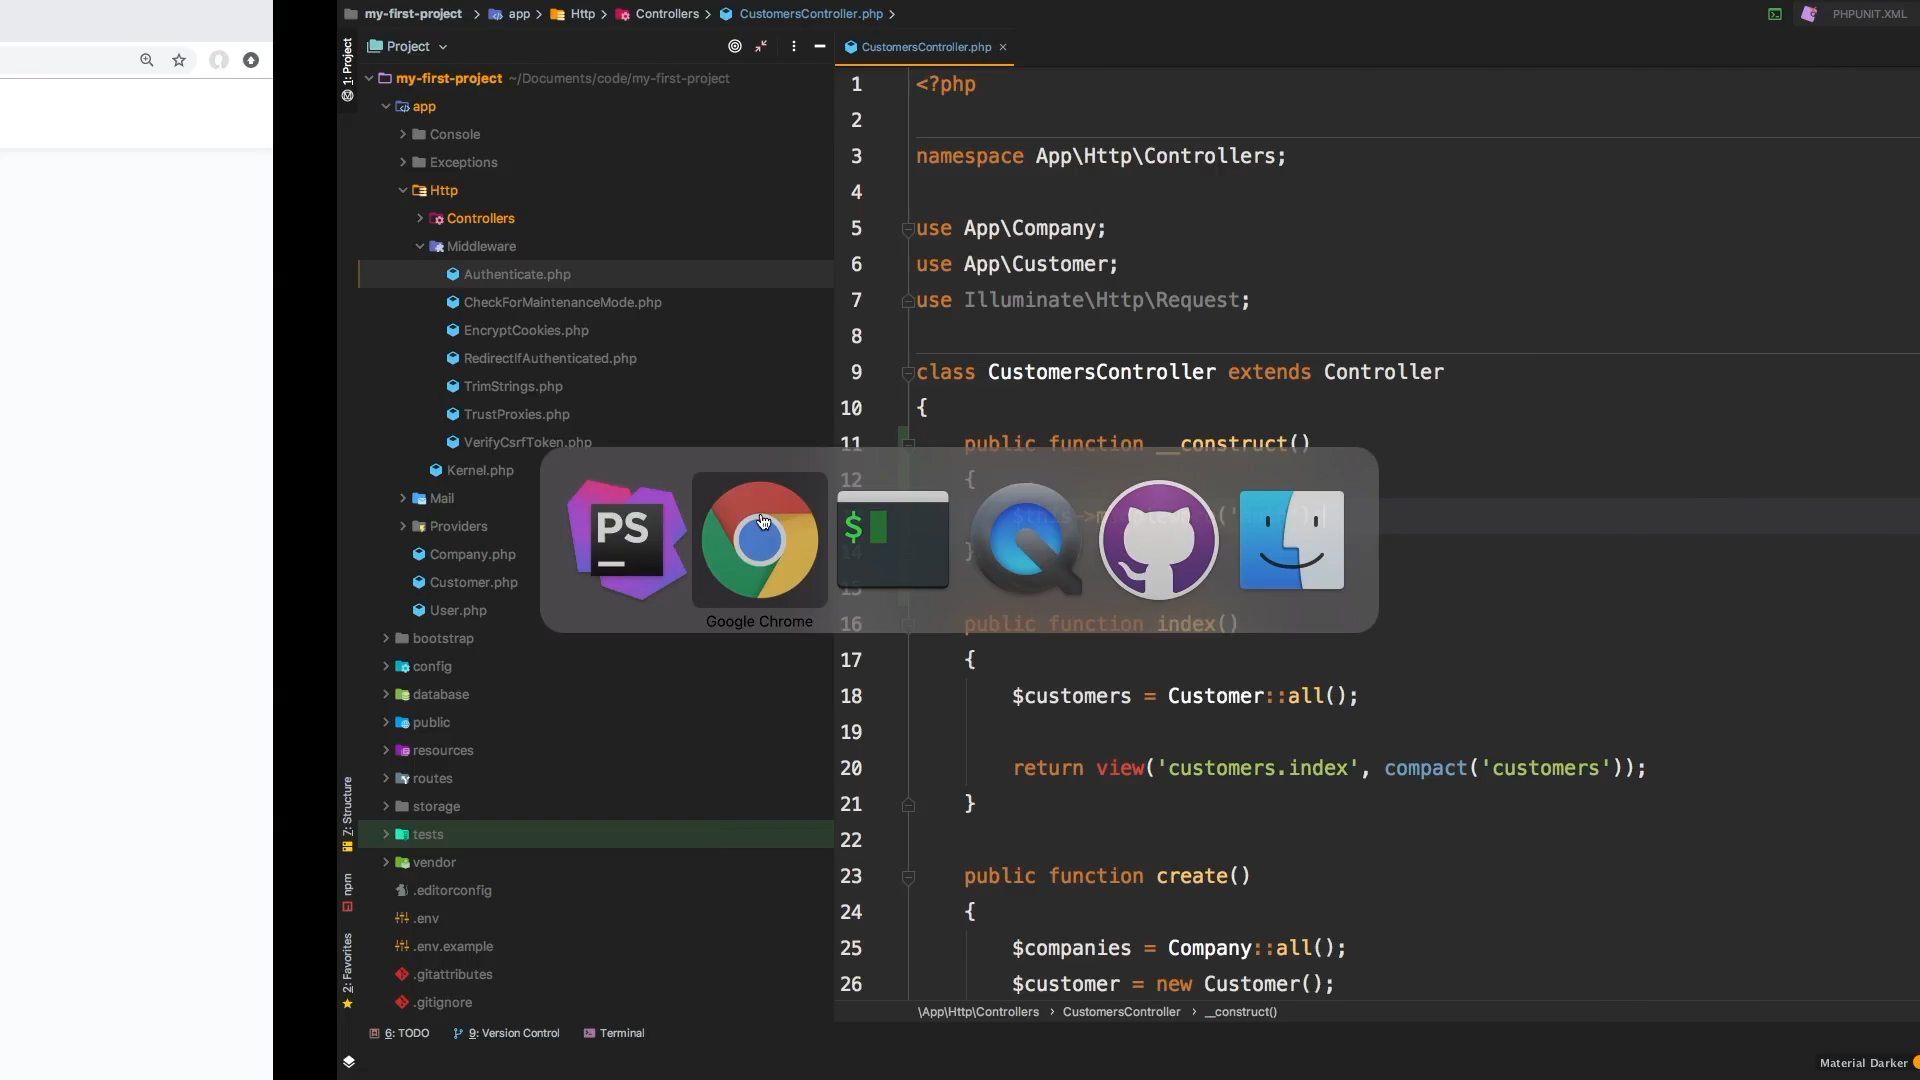 my-first-project > app > Http > Controllers > CustomersController.php >
PHPUNIT.XML
1: Project
Project
CustomersController.php ×
my-first-project ~/Documents/code/my-first-project
app
Console
Exceptions
Http
Controllers
Middleware
Authenticate.php
CheckForMaintenanceMode.php
EncryptCookies.php
RedirectIfAuthenticated.php
TrimStrings.php
TrustProxies.php
VerifyCsrfToken.php
Kernel.php
Mail
Providers
Company.php
Customer.php
User.php
bootstrap
config
database
public
resources
routes
storage
tests
vendor
.editorconfig
.env
.env.example
.gitattributes
.gitignore
Z: Structure
npm
2: Favorites
1 <?php
2
3 namespace App\Http\Controllers;
4
5 use App\Company;
6 use App\Customer;
7 use Illuminate\Http\Request;
8
9 class CustomersController extends Controller
10 {
11 public function __construct()
12 {
$this->
14 }
15
16 public function index()
17 {
18 $customers = Customer::all();
19
20 return view('customers.index', compact('customers'));
21 }
22
23 public function create()
24 {
25 $companies = Company::all();
26 $customer = new Customer();
PS
$
Google Chrome
\App\Http\Controllers > CustomersController > __construct()
6: TODO
9: Version Control
Terminal
Material Darker